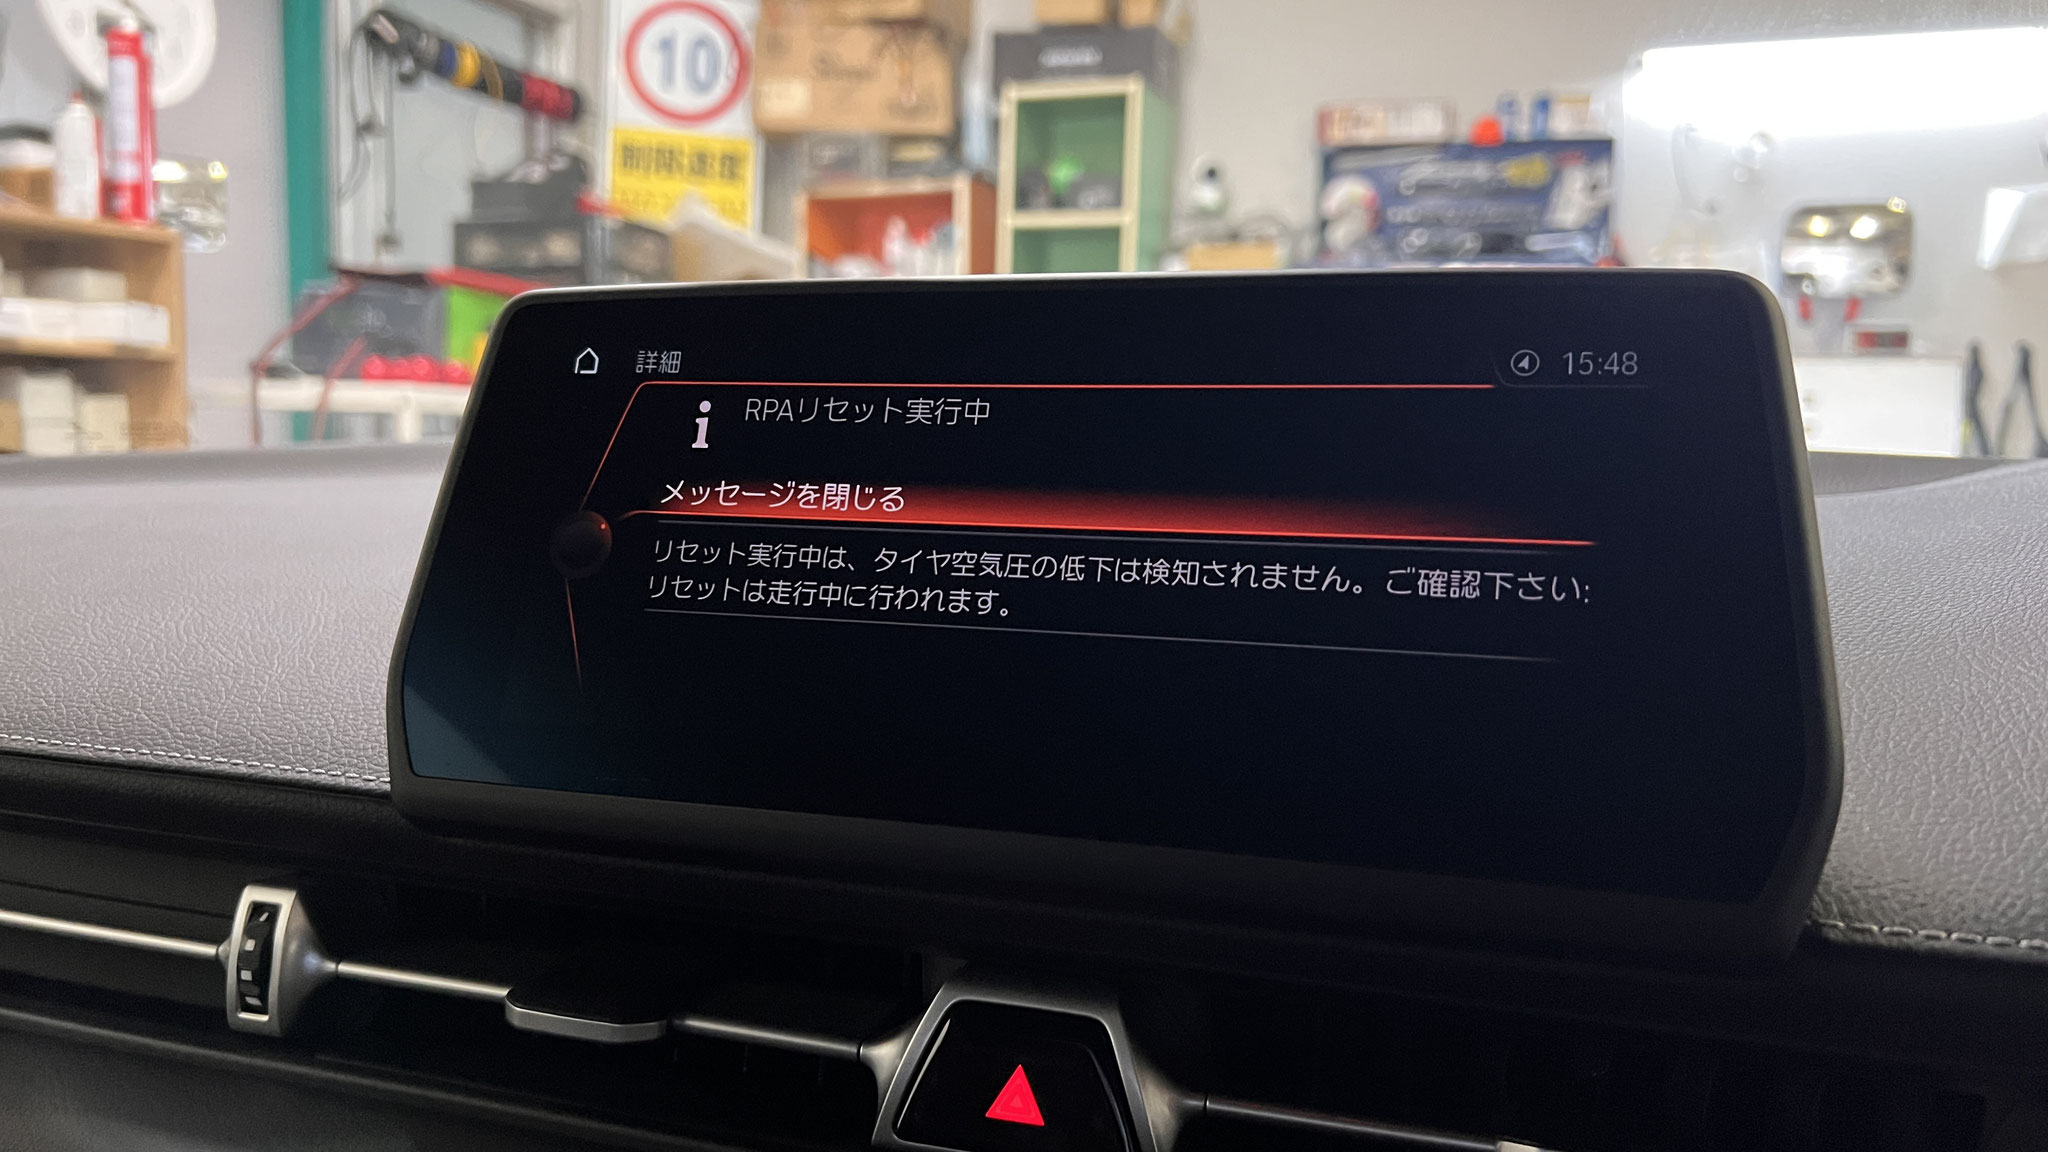 10
制限速度
詳細
15:48
RPAリセット実行中
メッセージを閉じる
リセット実行中は、タイヤ空気圧の低下は検知されません。ご確認下さい:
リセットは走行中に行われます。